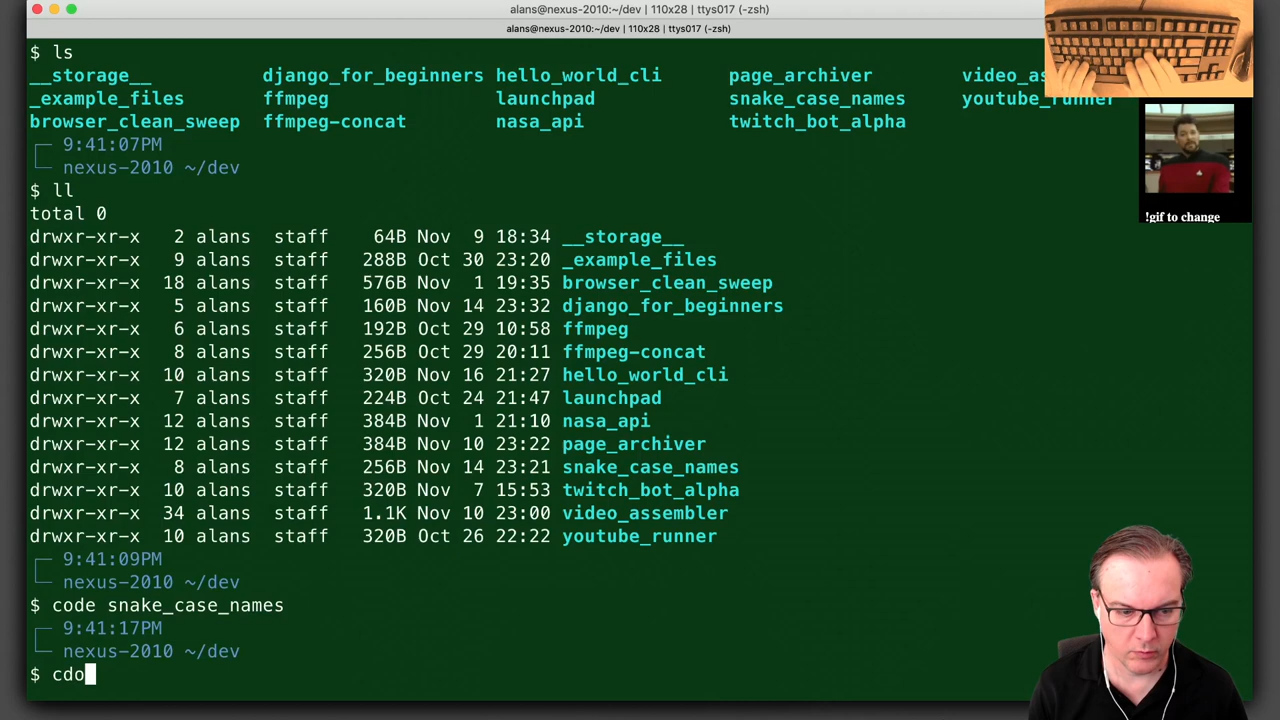 alans@nexus-2010:~/dev | 110x28 | ttys017 (-zsh)
alans@nexus-2010:~/dev | 110x28 | ttys017 (-zsh)
$ ls
__storage__ django_for_beginners hello_world_cli page_archiver video_as
_example_files ffmpeg launchpad snake_case_names youtube_runner
browser_clean_sweep ffmpeg-concat nasa_api twitch_bot_alpha
9:41:07PM
nexus-2010 ~/dev
$ ll
total 0
drwxr-xr-x 2 alans staff 64B Nov 9 18:34 __storage__
drwxr-xr-x 9 alans staff 288B Oct 30 23:20 _example_files
drwxr-xr-x 18 alans staff 576B Nov 1 19:35 browser_clean_sweep
drwxr-xr-x 5 alans staff 160B Nov 14 23:32 django_for_beginners
drwxr-xr-x 6 alans staff 192B Oct 29 10:58 ffmpeg
drwxr-xr-x 8 alans staff 256B Oct 29 20:11 ffmpeg-concat
drwxr-xr-x 10 alans staff 320B Nov 16 21:27 hello_world_cli
drwxr-xr-x 7 alans staff 224B Oct 24 21:47 launchpad
drwxr-xr-x 12 alans staff 384B Nov 1 21:10 nasa_api
drwxr-xr-x 12 alans staff 384B Nov 10 23:22 page_archiver
drwxr-xr-x 8 alans staff 256B Nov 14 23:21 snake_case_names
drwxr-xr-x 10 alans staff 320B Nov 7 15:53 twitch_bot_alpha
drwxr-xr-x 34 alans staff 1.1K Nov 10 23:00 video_assembler
drwxr-xr-x 10 alans staff 320B Oct 26 22:22 youtube_runner
9:41:09PM
nexus-2010 ~/dev
$ code snake_case_names
9:41:17PM
nexus-2010 ~/dev
$ cdo
!gif to change